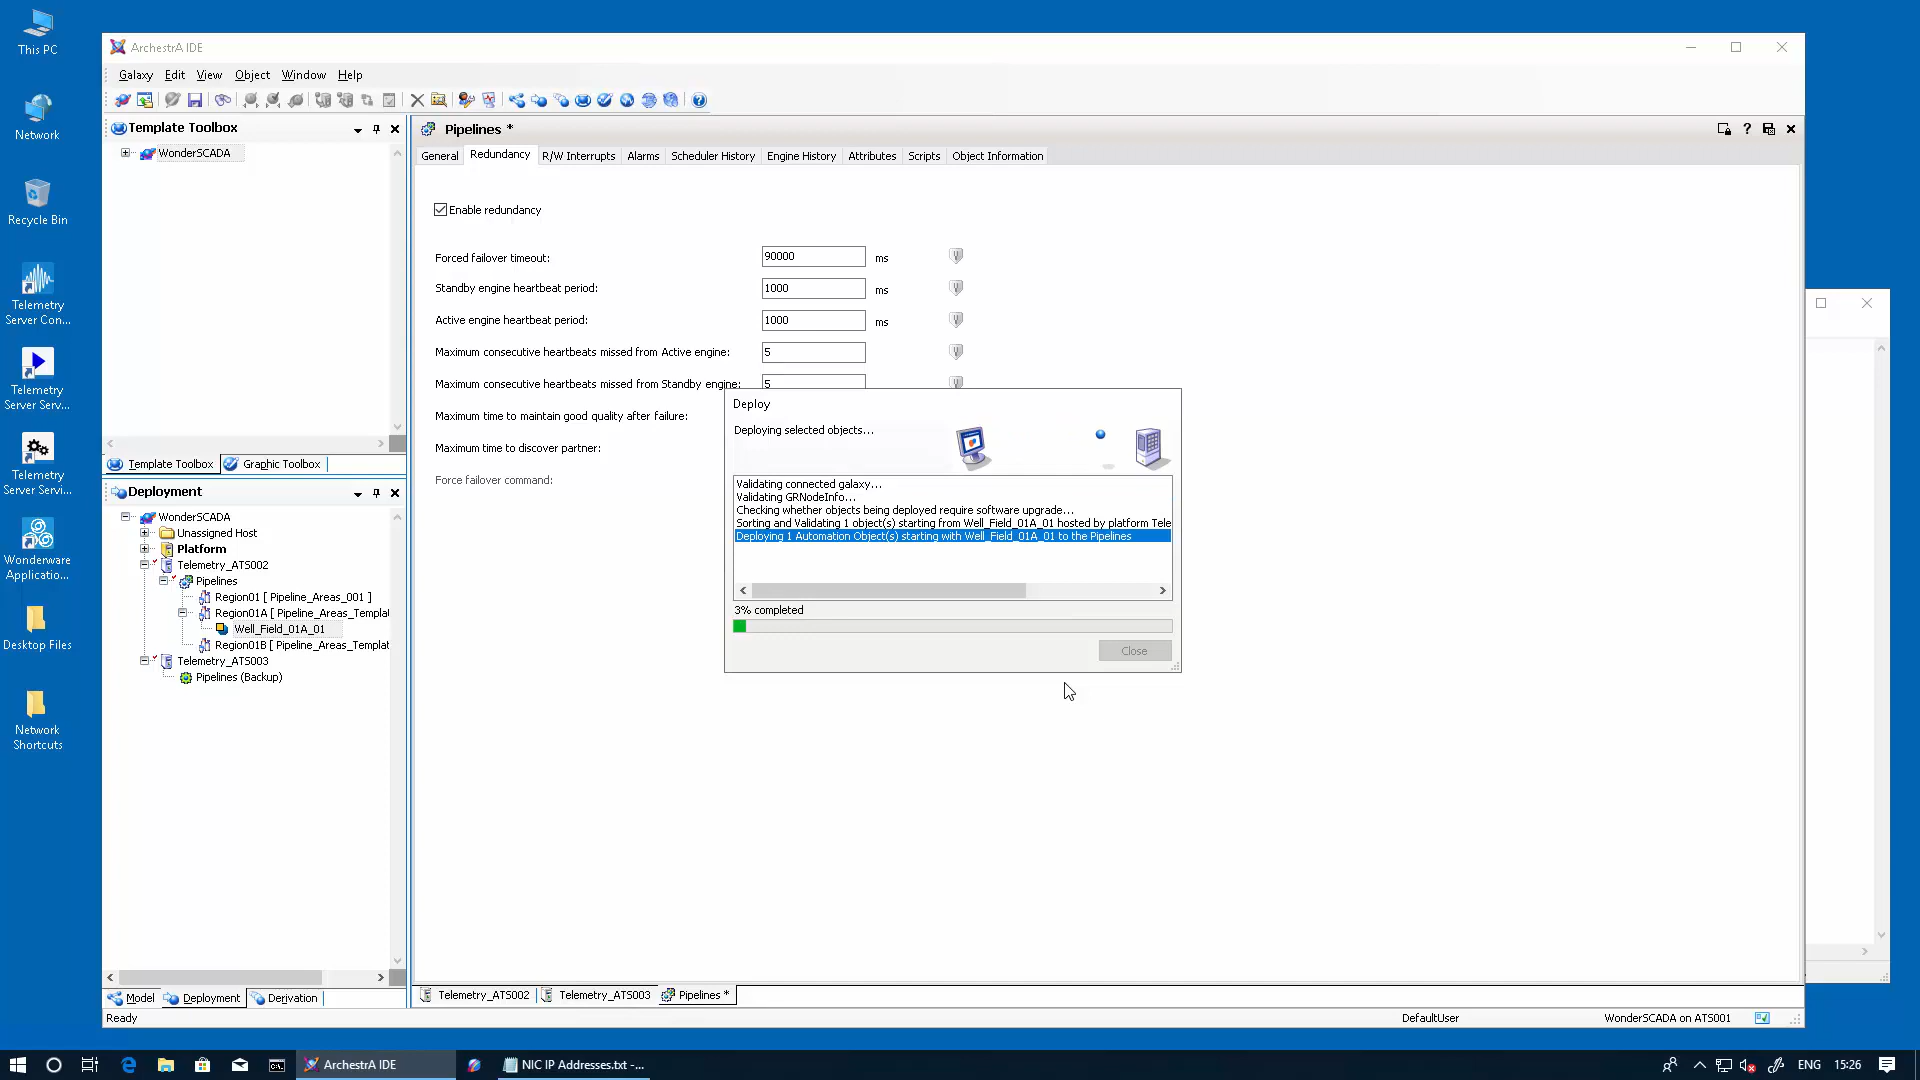 This PC
Network
Recycle Bin
Telemetry
Server Con...
Telemetry
Server Serv...
Telemetry
Server Servi...
Wonderware
Applicatio...
Desktop Files
Network
Shortcuts
ArchestrA IDE
Galaxy Edit View Object Window Help
Template Toolbox
WonderSCADA
Template Toolbox Graphic Toolbox
Deployment
WonderSCADA
Unassigned Host
Platform
Telemetry_ATS002
Pipelines
Region01 [ Pipeline_Areas_001 ]
Region01A [ Pipeline_Areas_Templat
Well_Field_01A_01
Region01B [ Pipeline_Areas_Templat
Telemetry_ATS003
Pipelines (Backup)
Model Deployment Derivation
Pipelines *
General Redundancy R/W Interrupts Alarms Scheduler History Engine History Attributes Scripts Object Information
Enable redundancy
Forced failover timeout: 90000 ms
Standby engine heartbeat period: 1000 ms
Active engine heartbeat period: 1000 ms
Maximum consecutive heartbeats missed from Active engine: 5
Maximum consecutive heartbeats missed from Standby engine: 5
Maximum time to maintain good quality after failure:
Maximum time to discover partner:
Force failover command:
Deploy
Deploying selected objects...
Validating connected galaxy...
Validating GRNodeInfo...
Checking whether objects being deployed require software upgrade...
Sorting and Validating 1 object(s) starting from Well_Field_01A_01 hosted by platform Tele
Deploying 1 Automation Object(s) starting with Well_Field_01A_01 to the Pipelines
3% completed
Close
Telemetry_ATS002 Telemetry_ATS003 Pipelines *
Ready DefaultUser WonderSCADA on ATS001
ArchestrA IDE NIC IP Addresses.txt -... ENG 15:26